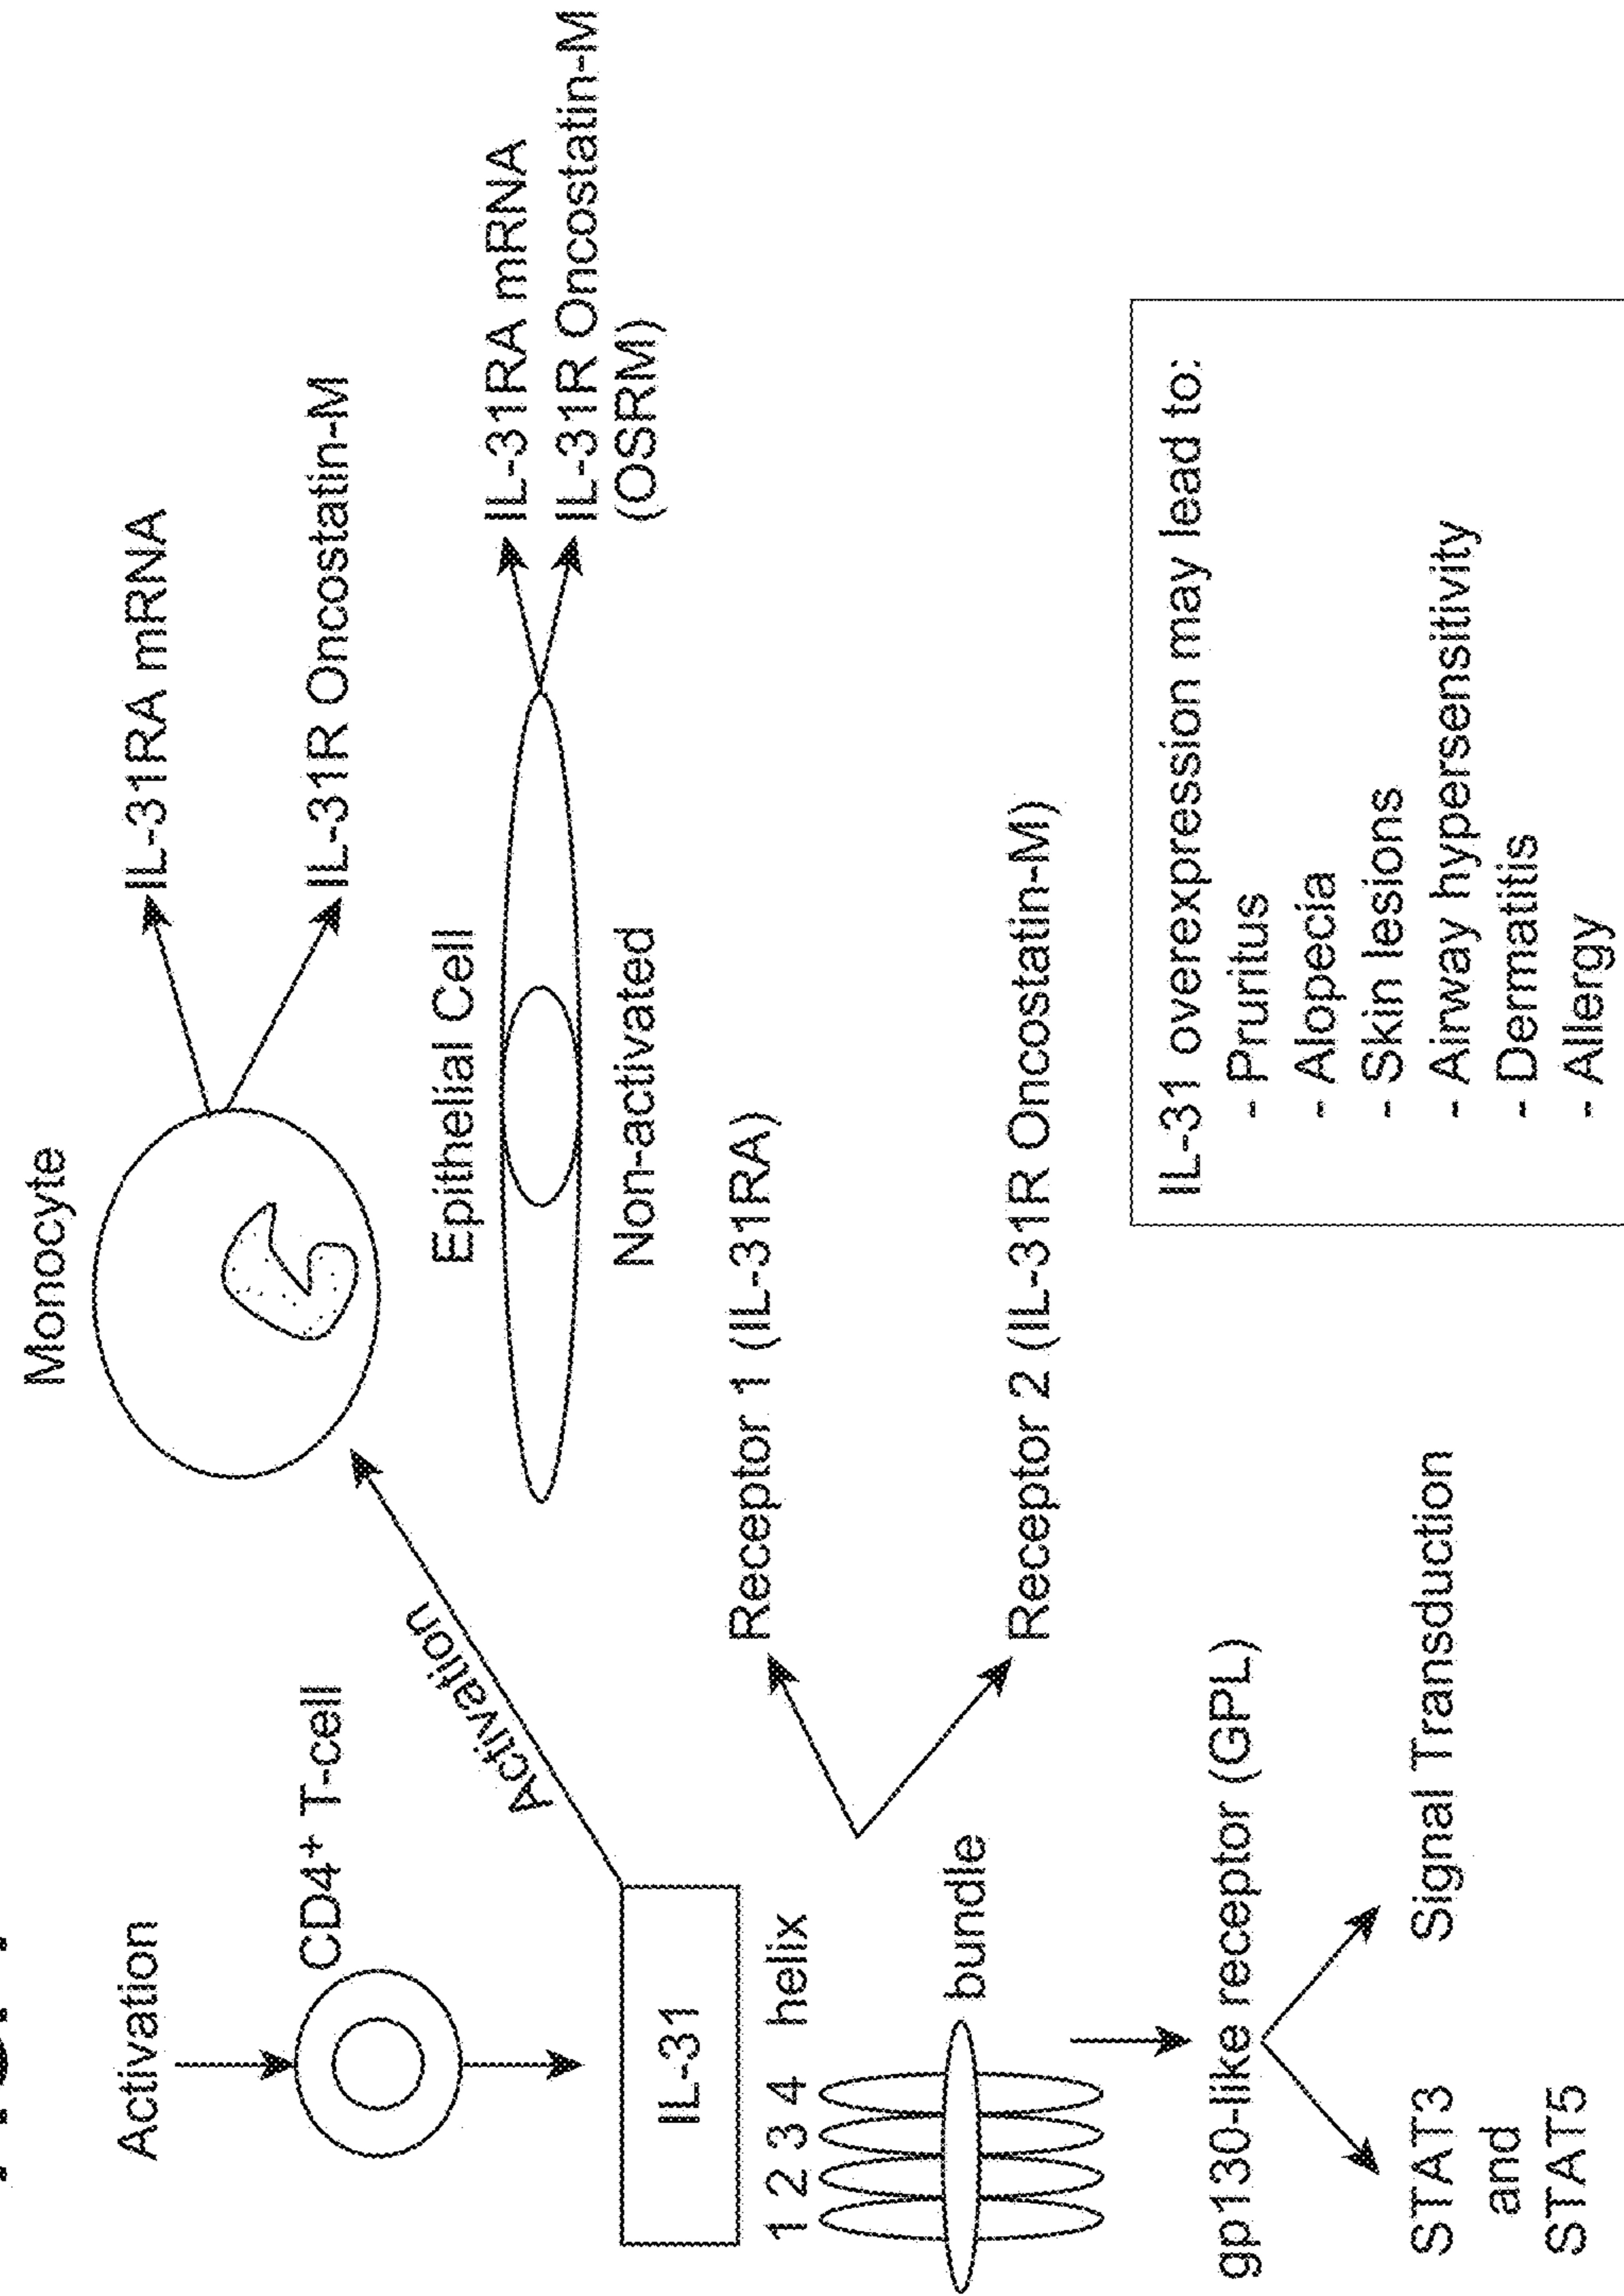 Activation
CD4+ T-cell
IL-31
1 2 3 4 helix
bundle
gp130-like receptor (GPL)
STAT3
and
STAT5
Signal Transduction
Activation
Monocyte
IL-31RA mRNA
IL-31R Oncostatin-M
Epithelial Cell
Non-activated
IL-31RA mRNA
IL-31R Oncostatin-M
(OSRM)
Receptor 1 (IL-31RA)
Receptor 2 (IL-31R Oncostatin-M)
IL-31 overexpression may lead to:
- Pruritus
- Alopecia
- Skin lesions
- Airway hypersensitivity
- Dermatitis
- Allergy